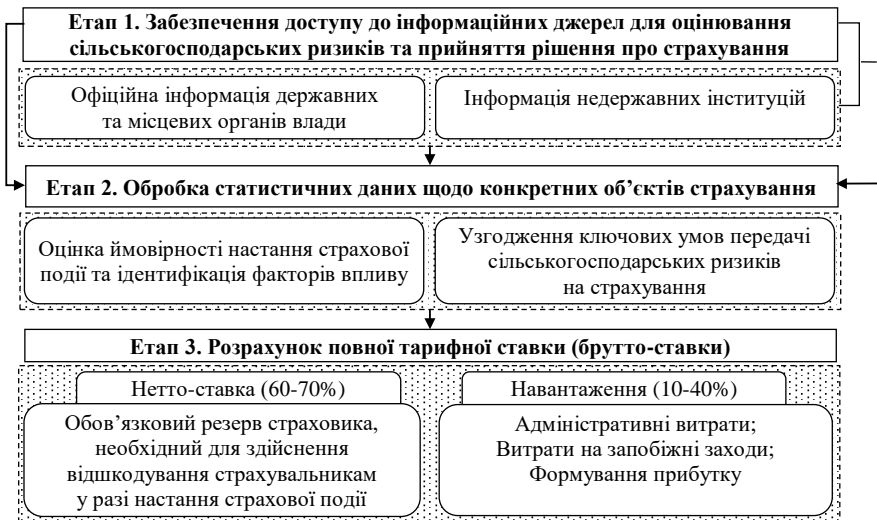 Етап 1. Забезпечення доступу до інформаційних джерел для оцінювання
сільськогосподарських ризиків та прийняття рішення про страхування
Офіційна інформація державних
та місцевих органів влади
Інформація недержавних інституцій
Етап 2. Обробка статистичних даних щодо конкретних об’єктів страхування
Оцінка ймовірності настання страхової
події та ідентифікація факторів впливу
Узгодження ключових умов передачі
сільськогосподарських ризиків
на страхування
Етап 3. Розрахунок повної тарифної ставки (брутто-ставки)
Нетто-ставка (60-70%)
Обов’язковий резерв страховика,
необхідний для здійснення
відшкодування страхувальникам
у разі настання страхової події
Навантаження (10-40%)
Адміністративні витрати;
Витрати на запобіжні заходи;
Формування прибутку